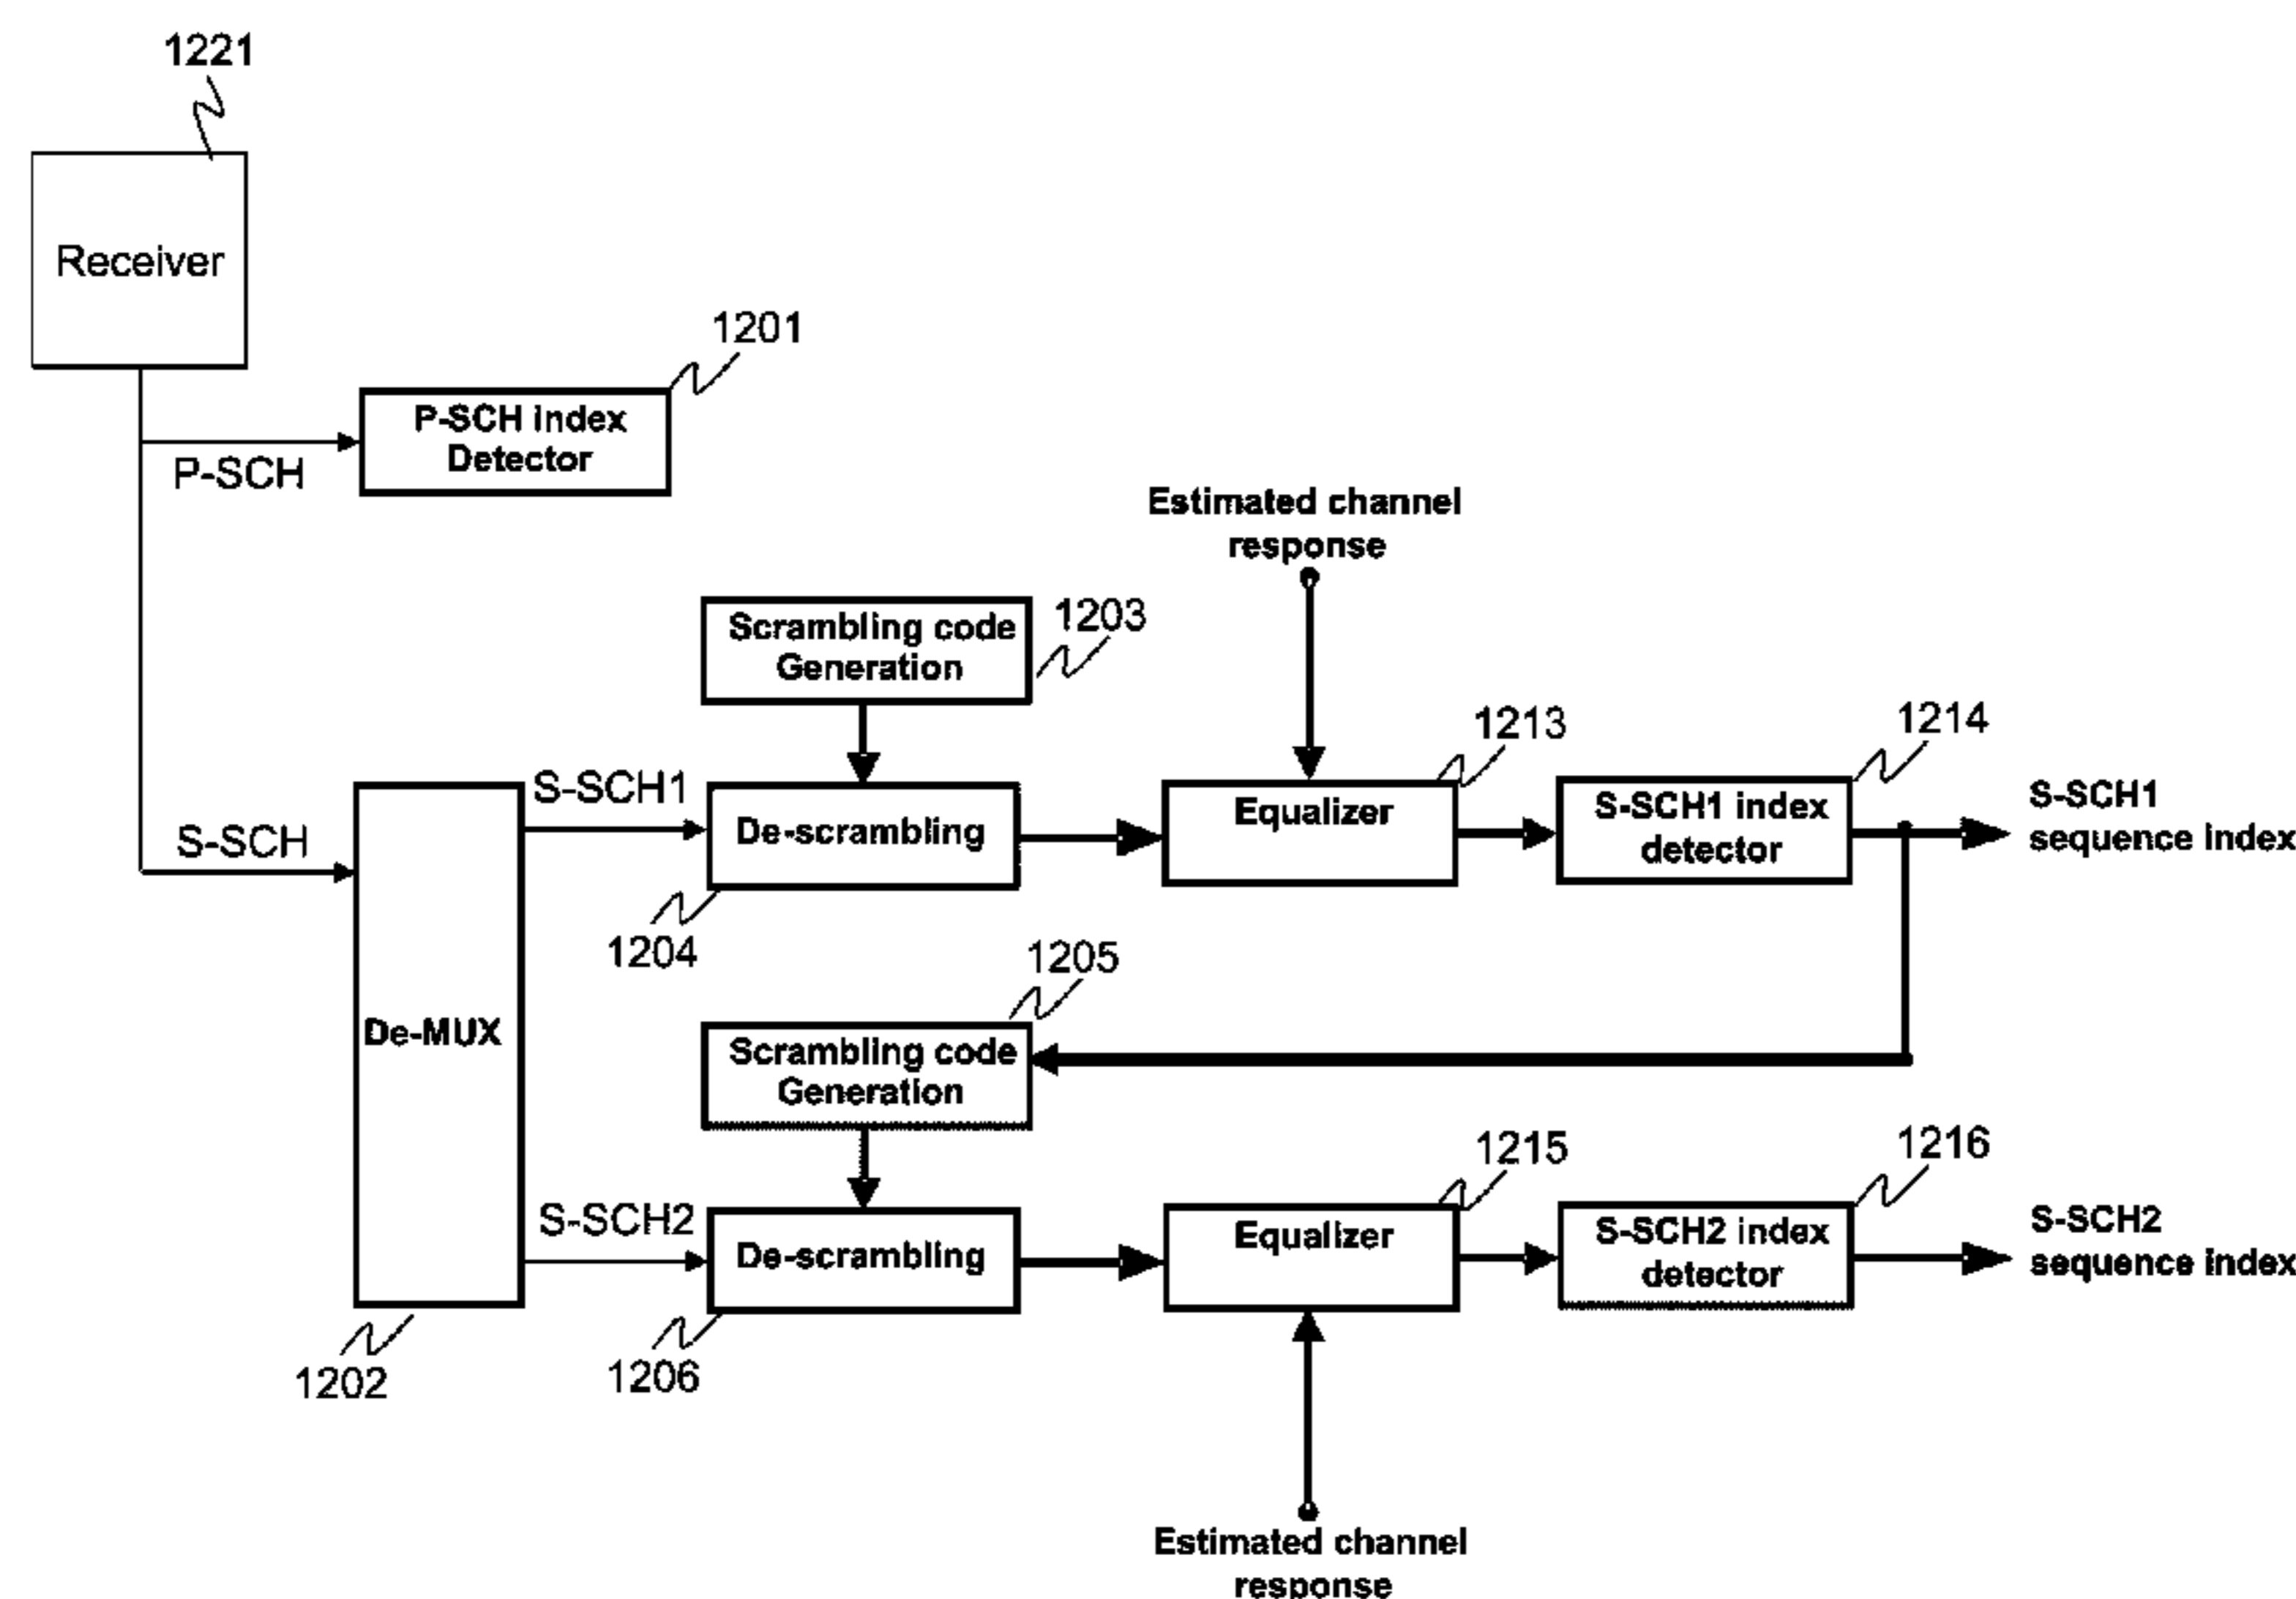 1221
Receiver
1201
P-SCH index
Detector
P-SCH
Estimated channel
response
Scrambling code
Generation
1203
1213
1214
S-SCH1
De-scrambling
Equalizer
S-SCH1 index
detector
S-SCH1
sequence index
S-SCH
1204
1205
De-MUX
Scrambling code
Generation
1215
1216
S-SCH2
De-scrambling
Equalizer
S-SCH2 index
detector
S-SCH2
sequence index
1202
1206
Estimated channel
response